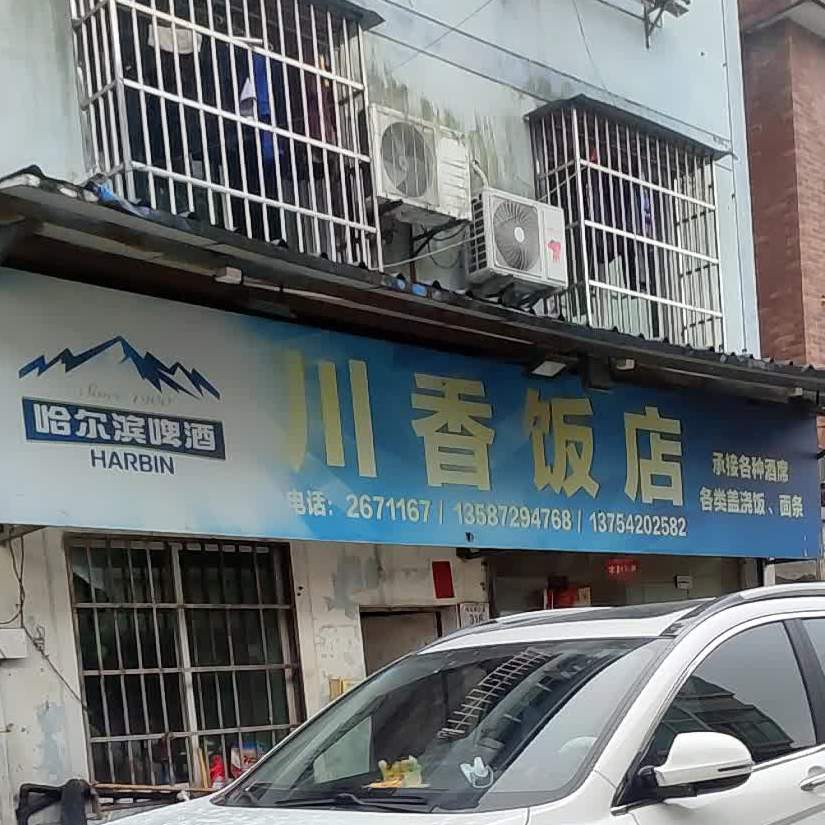 Since 1900
哈尔滨啤酒
HARBIN
川香饭店
电话：2671167 / 13587294768 / 13754202582
承接各种酒席
各类盖浇饭、面条
316